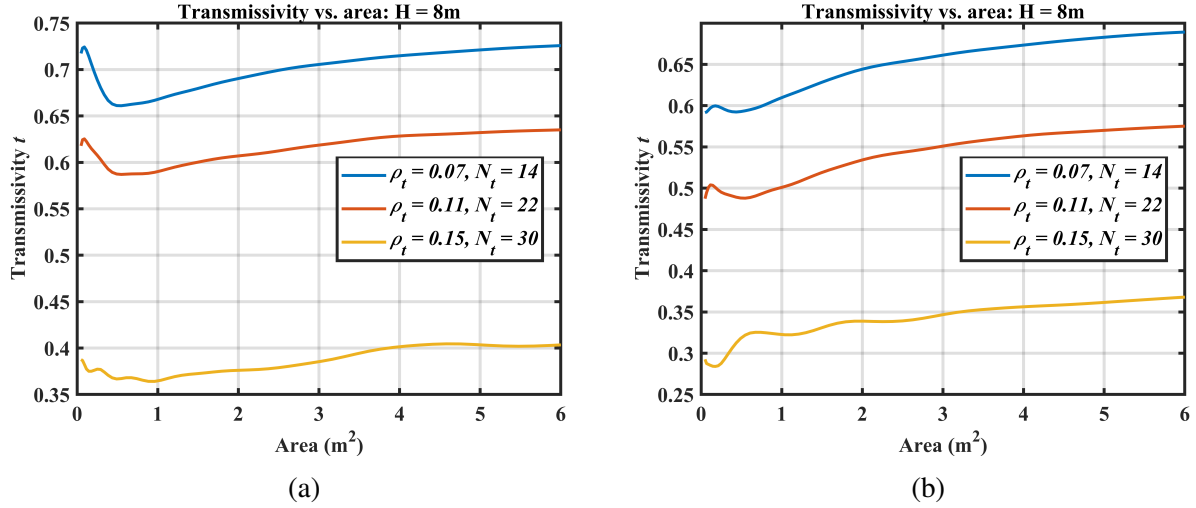 Transmissivity vs. area: H = 8m
Transmissivity t
0.75
0.7
0.65
0.6
0.55
0.5
0.45
0.4
0.35
ρt = 0.07, Nt = 14
ρt = 0.11, Nt = 22
ρt = 0.15, Nt = 30
0 1 2 3 4 5 6
Area (m²)
(a)
Transmissivity vs. area: H = 8m
Transmissivity t
0.65
0.6
0.55
0.5
0.45
0.4
0.35
0.3
0.25
ρt = 0.07, Nt = 14
ρt = 0.11, Nt = 22
ρt = 0.15, Nt = 30
0 1 2 3 4 5 6
Area (m²)
(b)